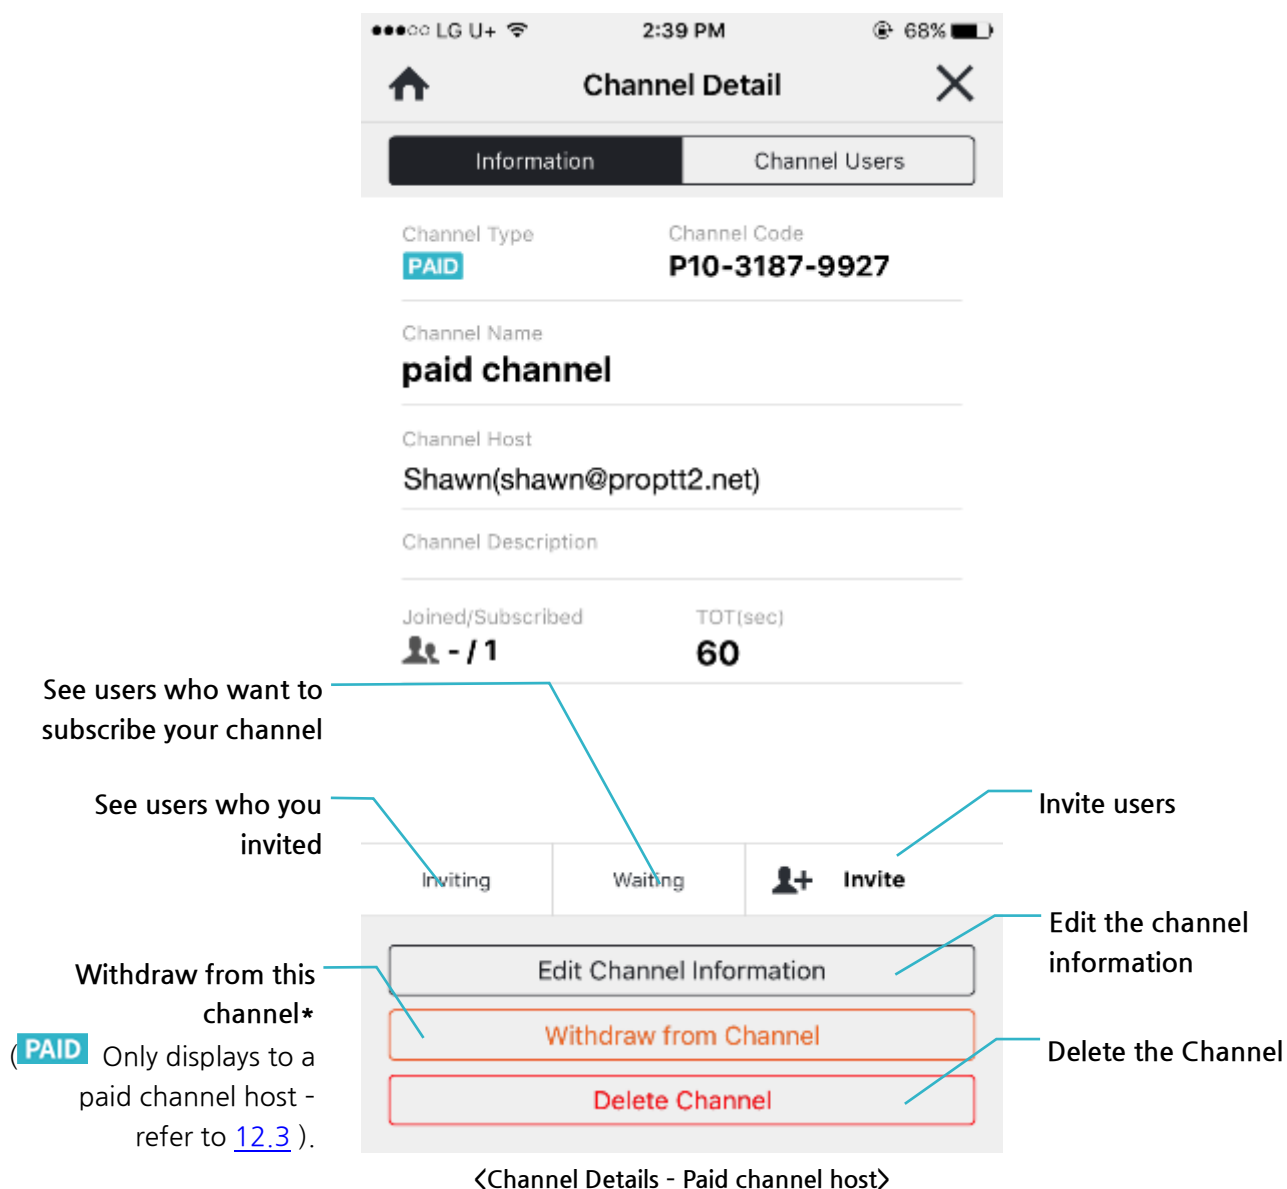 LG U+ 2:39 PM 68%
Channel Detail
Information Channel Users
Channel Type Channel Code
PAID P10-3187-9927
Channel Name
paid channel
Channel Host
Shawn(shawn@proptt2.net)
Channel Description
Joined/Subscribed TOT(sec)
- / 1 60
See users who want to
subscribe your channel
See users who you
invited
Invite users
Inviting Waiting Invite
Edit the channel
information
Edit Channel Information
Withdraw from this
channel*
(PAID Only displays to a
paid channel host -
refer to 12.3 ).
Withdraw from Channel
Delete the Channel
Delete Channel
<Channel Details - Paid channel host>